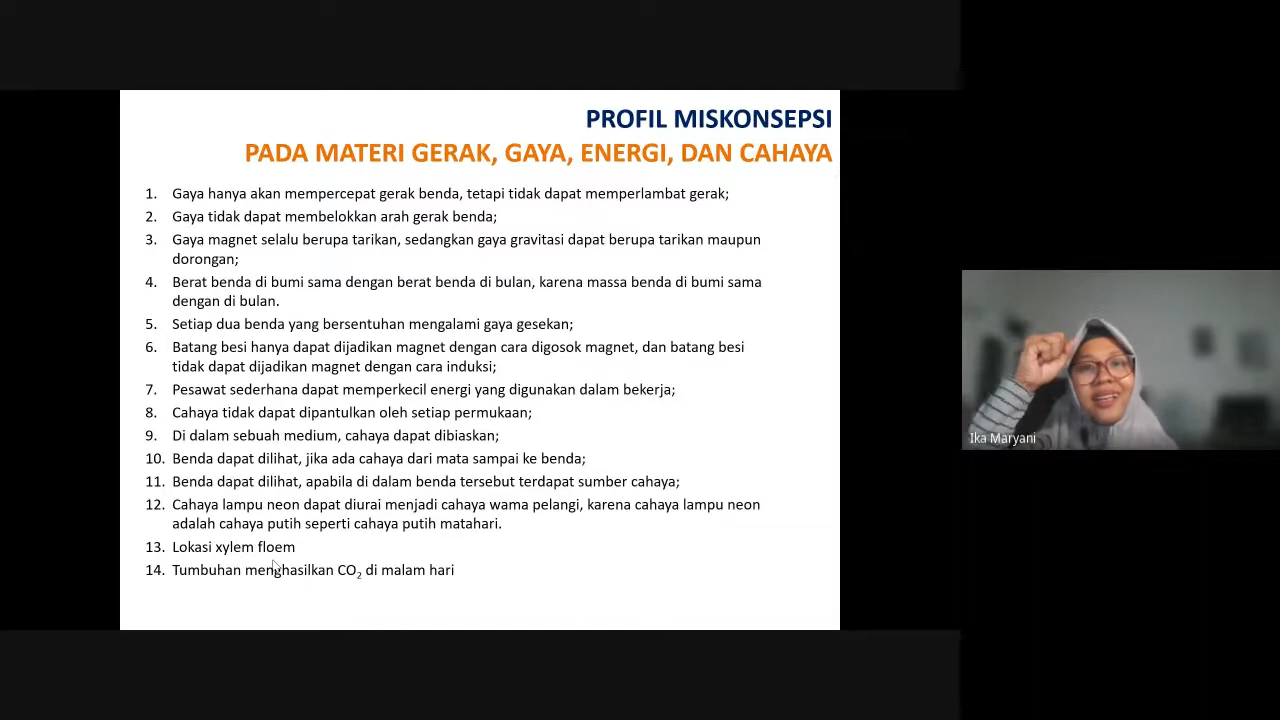 PROFIL MISKONSEPSI
PADA MATERI GERAK, GAYA, ENERGI, DAN CAHAYA
1. Gaya hanya akan mempercepat gerak benda, tetapi tidak dapat memperlambat gerak;
2. Gaya tidak dapat membelokkan arah gerak benda;
3. Gaya magnet selalu berupa tarikan, sedangkan gaya gravitasi dapat berupa tarikan maupun
dorongan;
4. Berat benda di bumi sama dengan berat benda di bulan, karena massa benda di bumi sama
dengan di bulan.
5. Setiap dua benda yang bersentuhan mengalami gaya gesekan;
6. Batang besi hanya dapat dijadikan magnet dengan cara digosok magnet, dan batang besi
tidak dapat dijadikan magnet dengan cara induksi;
7. Pesawat sederhana dapat memperkecil energi yang digunakan dalam bekerja;
8. Cahaya tidak dapat dipantulkan oleh setiap permukaan;
9. Di dalam sebuah medium, cahaya dapat dibiaskan;
10. Benda dapat dilihat, jika ada cahaya dari mata sampai ke benda;
11. Benda dapat dilihat, apabila di dalam benda tersebut terdapat sumber cahaya;
12. Cahaya lampu neon dapat diurai menjadi cahaya wama pelangi, karena cahaya lampu neon
adalah cahaya putih seperti cahaya putih matahari.
13. Lokasi xylem floem
14. Tumbuhan menghasilkan CO2 di malam hari
Ika Maryani